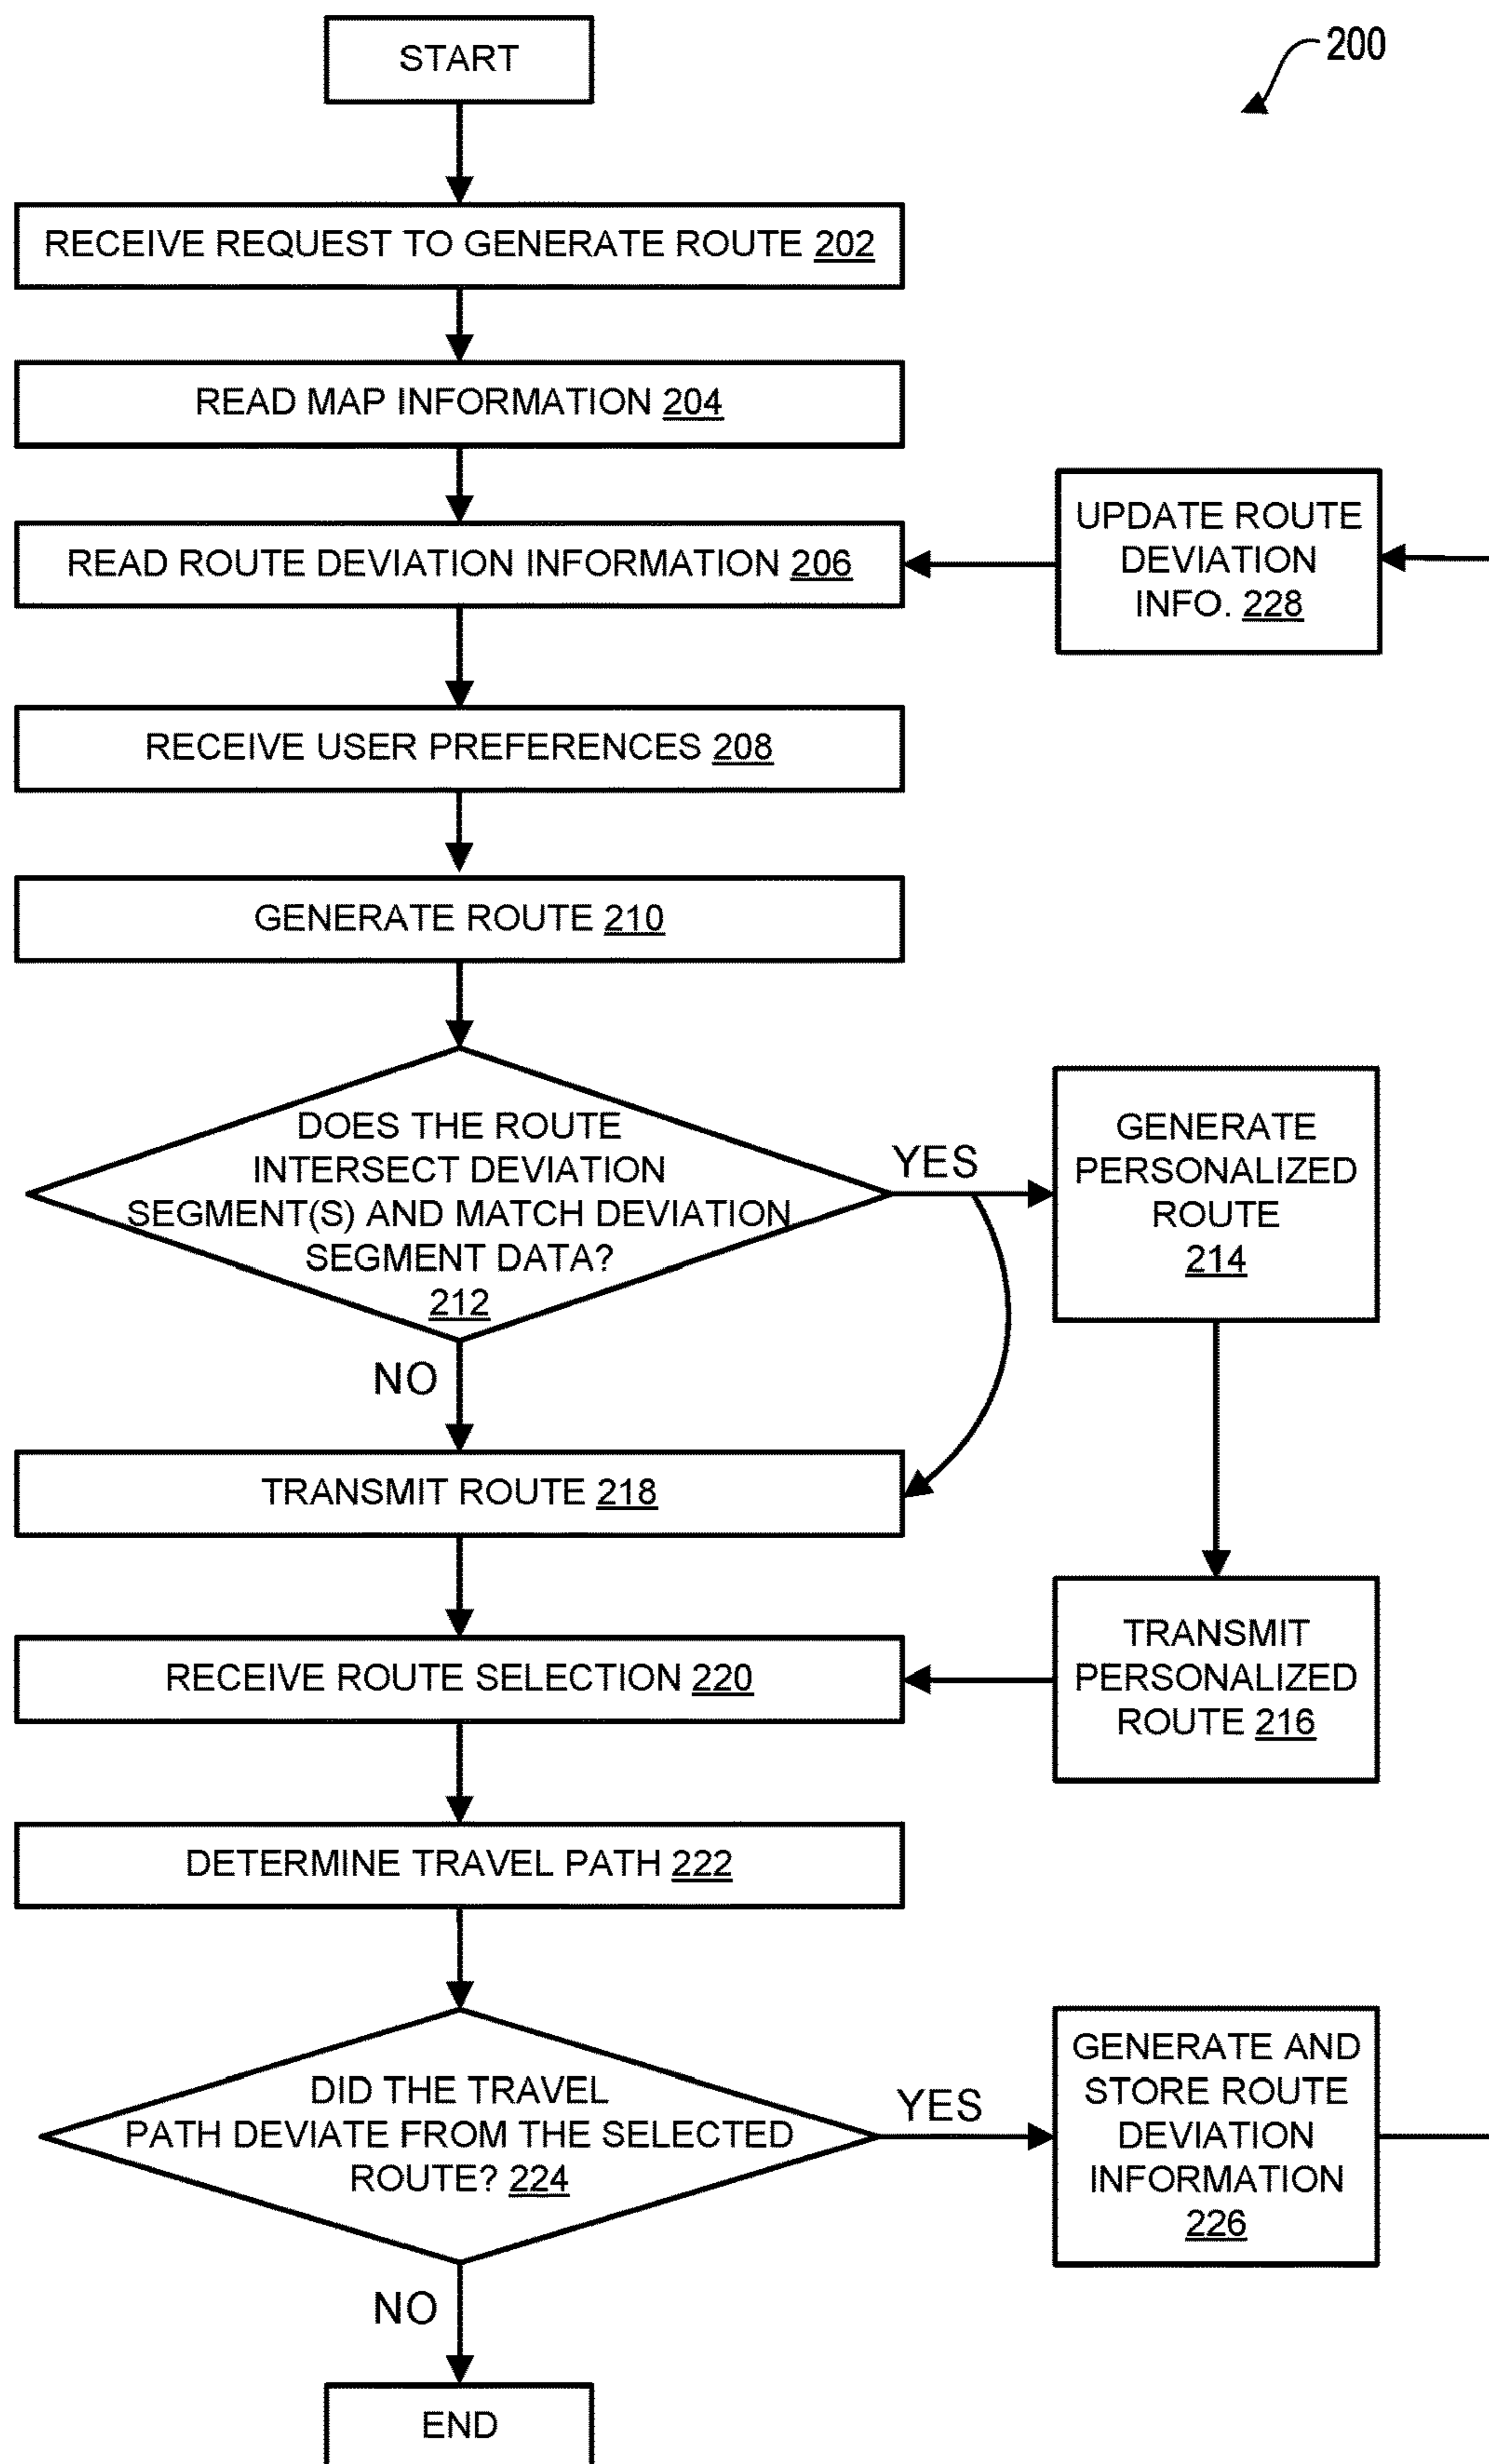 START
200
RECEIVE REQUEST TO GENERATE ROUTE 202
READ MAP INFORMATION 204
READ ROUTE DEVIATION INFORMATION 206
UPDATE ROUTE
DEVIATION
INFO. 228
RECEIVE USER PREFERENCES 208
GENERATE ROUTE 210
DOES THE ROUTE
INTERSECT DEVIATION
SEGMENT(S) AND MATCH DEVIATION
SEGMENT DATA?
212
YES
GENERATE
PERSONALIZED
ROUTE
214
NO
TRANSMIT ROUTE 218
TRANSMIT
PERSONALIZED
ROUTE 216
RECEIVE ROUTE SELECTION 220
DETERMINE TRAVEL PATH 222
DID THE TRAVEL
PATH DEVIATE FROM THE SELECTED
ROUTE? 224
YES
GENERATE AND
STORE ROUTE
DEVIATION
INFORMATION
226
NO
END